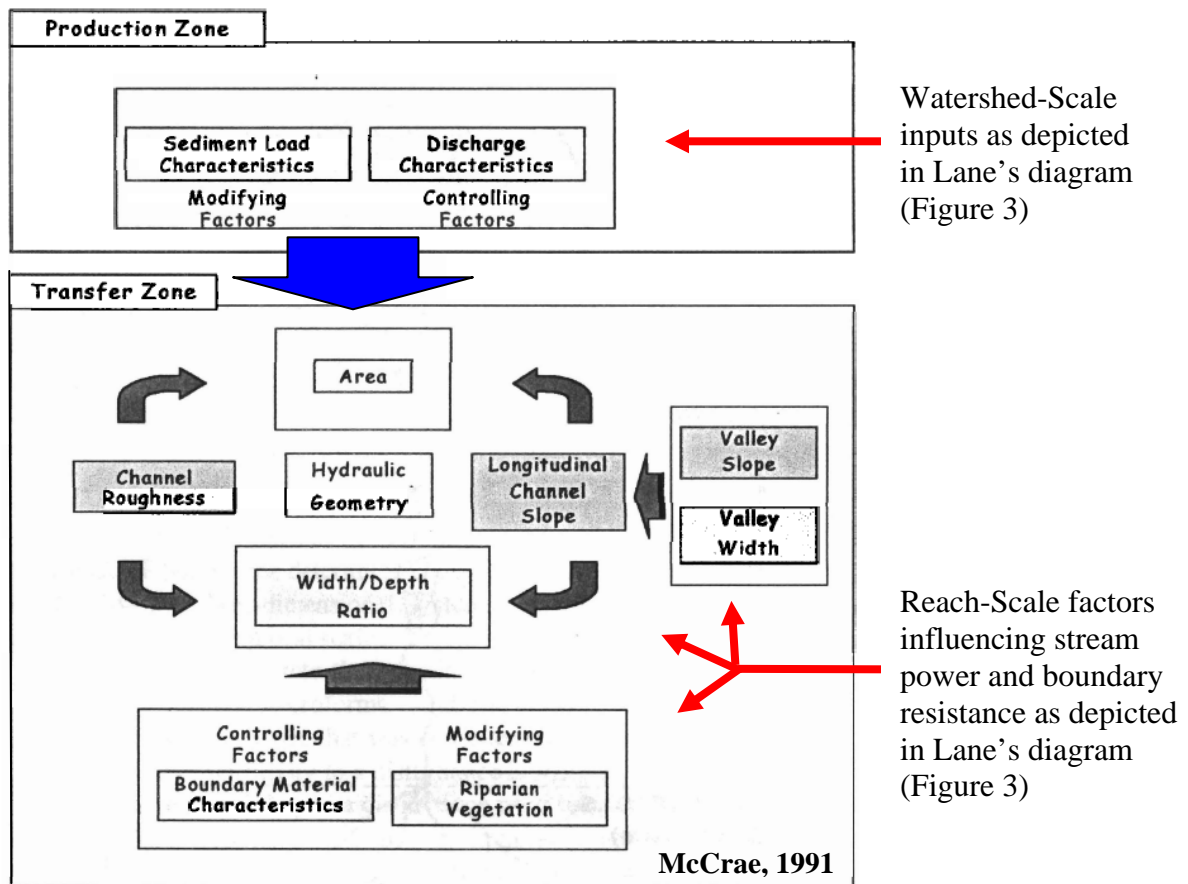 Production Zone
Sediment Load
Characteristics
Discharge
Characteristics
Modifying
Factors
Controlling
Factors
Watershed-Scale
inputs as depicted
in Lane’s diagram
(Figure 3)
Transfer Zone
Area
Channel
Roughness
Hydraulic
Geometry
Longitudinal
Channel
Slope
Valley
Slope
Valley
Width
Width/Depth
Ratio
Reach-Scale factors
influencing stream
power and boundary
resistance as depicted
in Lane’s diagram
(Figure 3)
Controlling
Factors
Boundary Material
Characteristics
Modifying
Factors
Riparian
Vegetation
McCrae, 1991